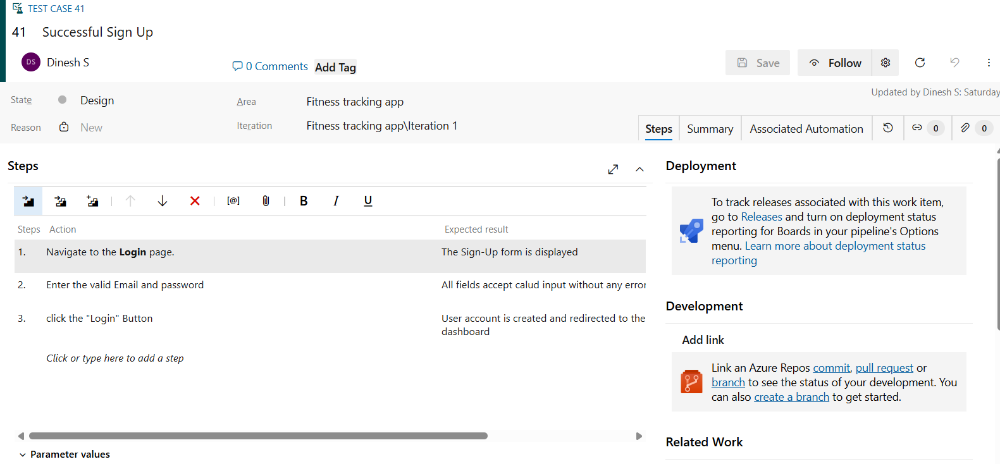 TEST CASE 41
41 Successful Sign Up
DS Dinesh S
0 Comments Add Tag
Save Follow
State Design
Area Fitness tracking app
Updated by Dinesh S: Saturday
Reason New
Iteration Fitness tracking app\Iteration 1
Steps Summary Associated Automation 0 0
Steps
[@] B I U
Steps Action Expected result
1. Navigate to the Login page. The Sign-Up form is displayed
2. Enter the valid Email and password All fields accept calud input without any error
3. click the "Login" Button User account is created and redirected to the
dashboard
Click or type here to add a step
Parameter values
Deployment
To track releases associated with this work item,
go to Releases and turn on deployment status
reporting for Boards in your pipeline's Options
menu. Learn more about deployment status
reporting
Development
Add link
Link an Azure Repos commit, pull request or
branch to see the status of your development. You
can also create a branch to get started.
Related Work